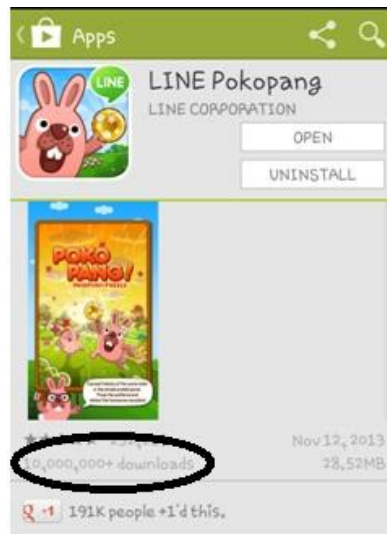 Apps
LINE
LINE Pokopang
LINE CORPORATION
OPEN
UNINSTALL
POKO
PANG!
Nov 12, 2013
10,000,000+ downloads
28.52MB
g +1
191K people +1'd this.